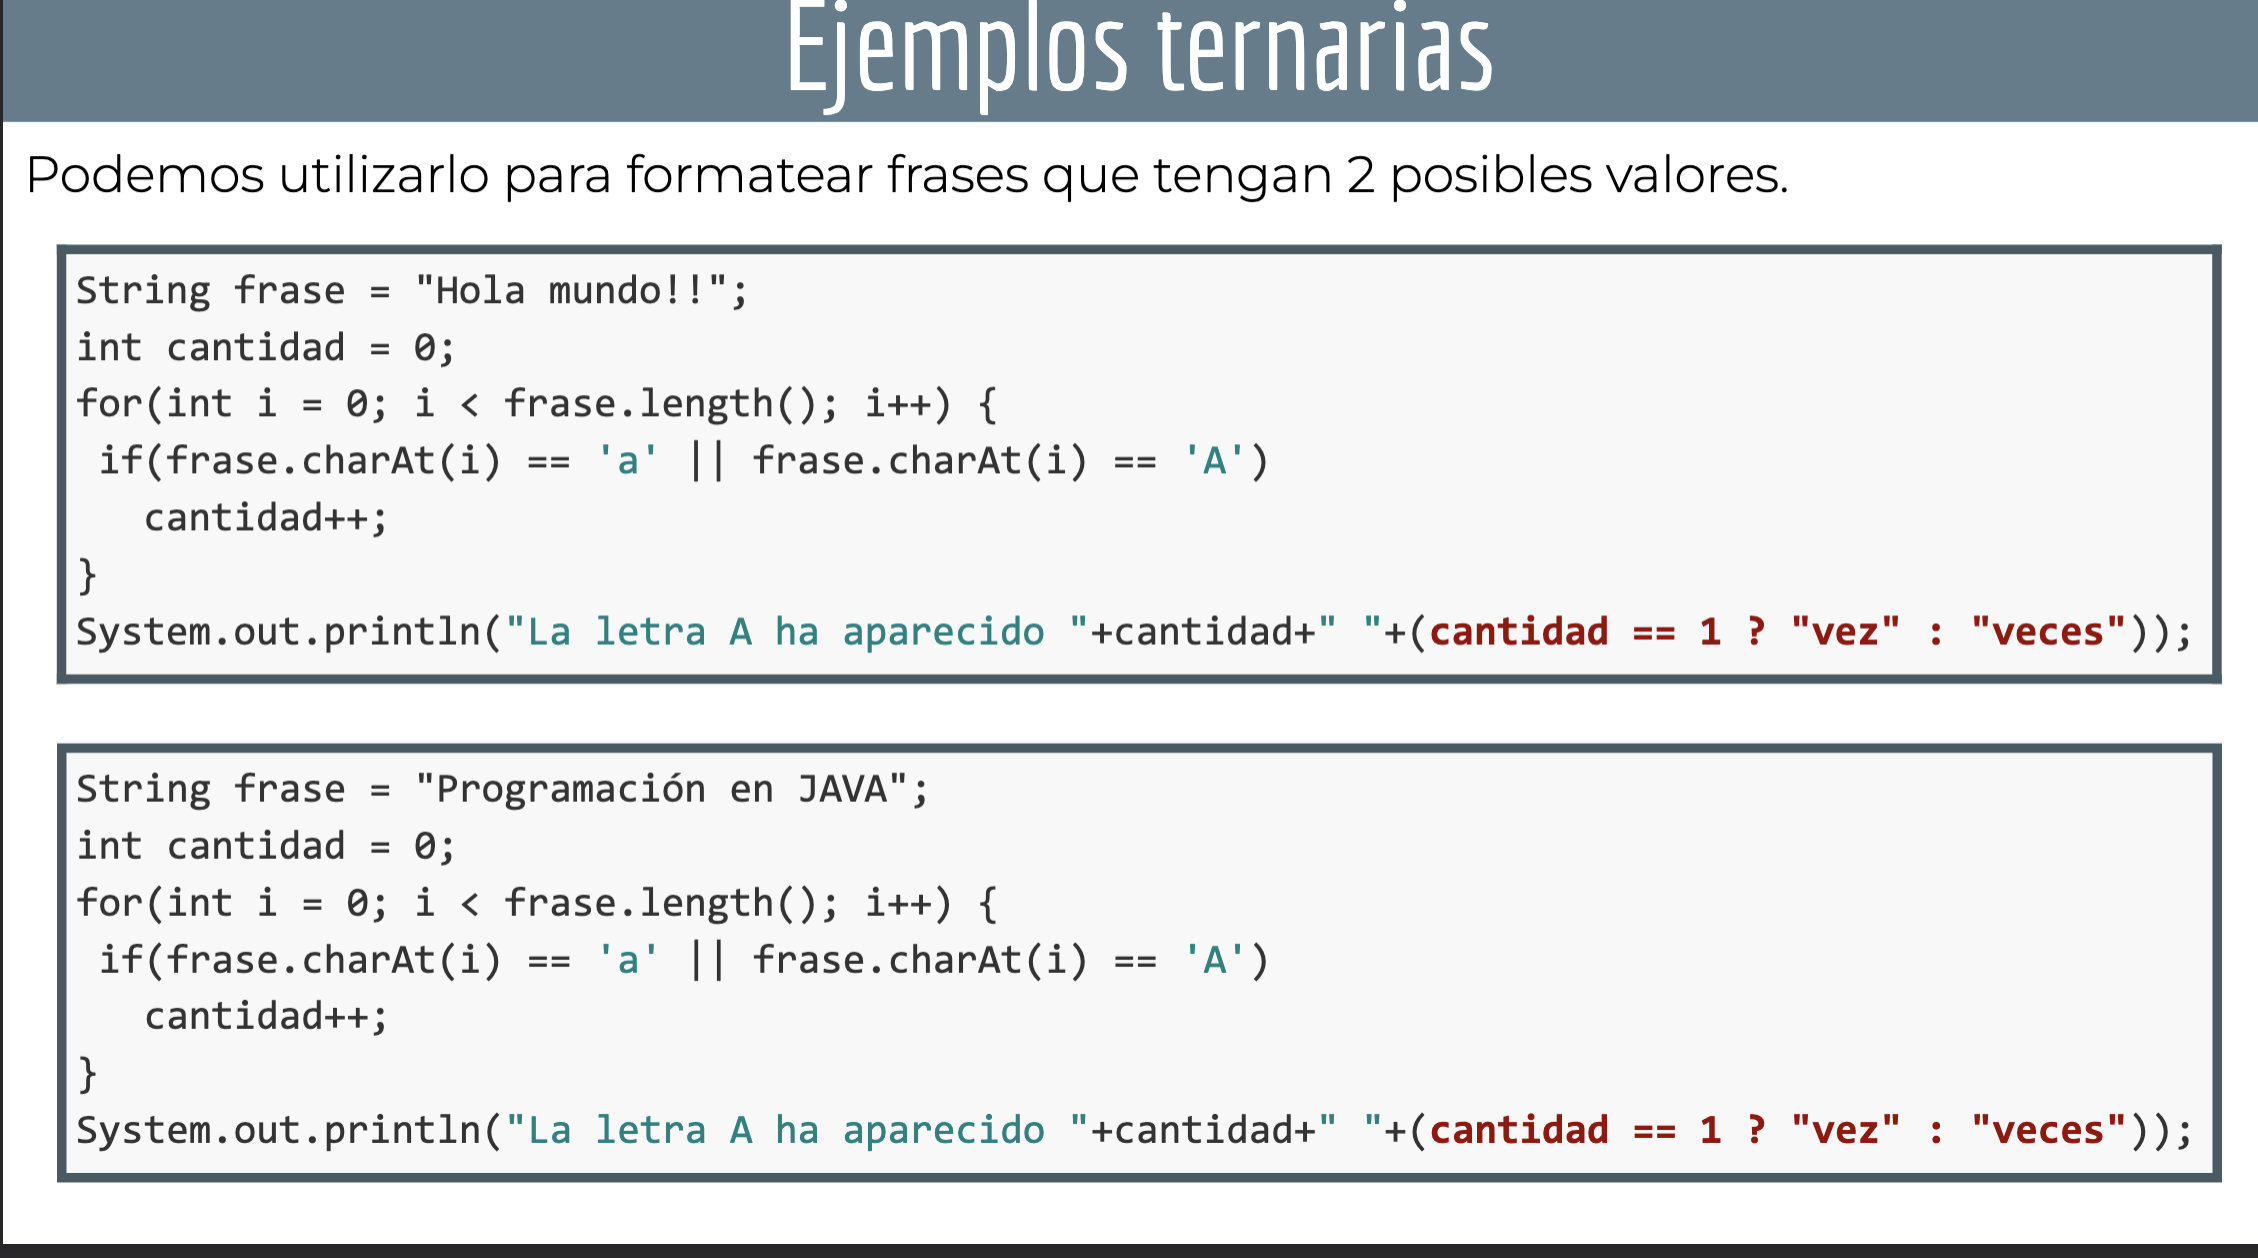 Ejemplos ternarias
Podemos utilizarlo para formatear frases que tengan 2 posibles valores.
String frase = "Hola mundo!!";
int cantidad = 0;
for(int i = 0; i < frase.length(); i++) {
 if(frase.charAt(i) == 'a' || frase.charAt(i) == 'A')
   cantidad++;
}
System.out.println("La letra A ha aparecido "+cantidad+" "+(cantidad == 1 ? "vez" : "veces"));
String frase = "Programación en JAVA";
int cantidad = 0;
for(int i = 0; i < frase.length(); i++) {
 if(frase.charAt(i) == 'a' || frase.charAt(i) == 'A')
   cantidad++;
}
System.out.println("La letra A ha aparecido "+cantidad+" "+(cantidad == 1 ? "vez" : "veces"));